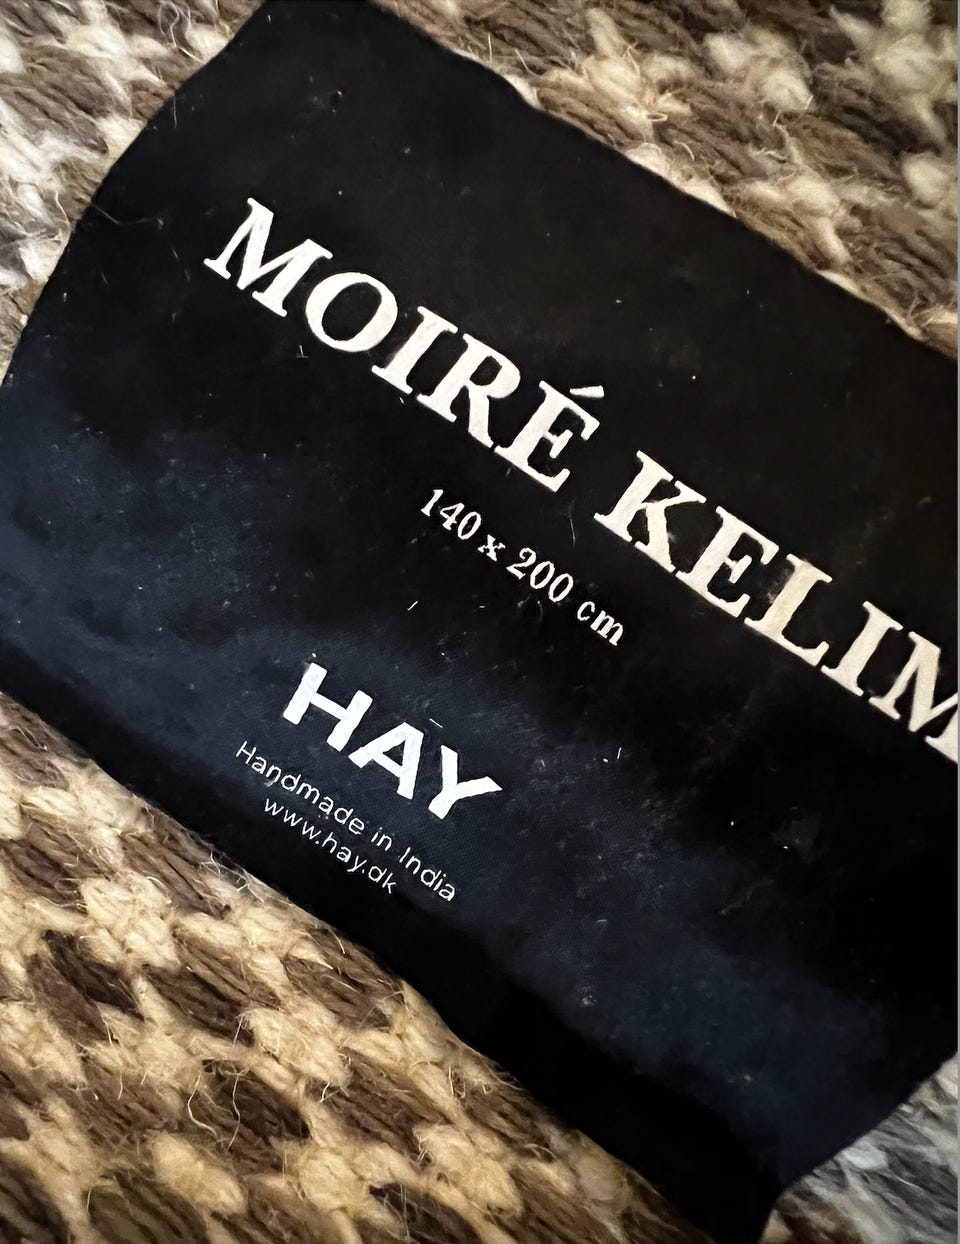 MOIRÉ KELIM
140 x 200 cm
HAY
Handmade in India
www.hay.dk